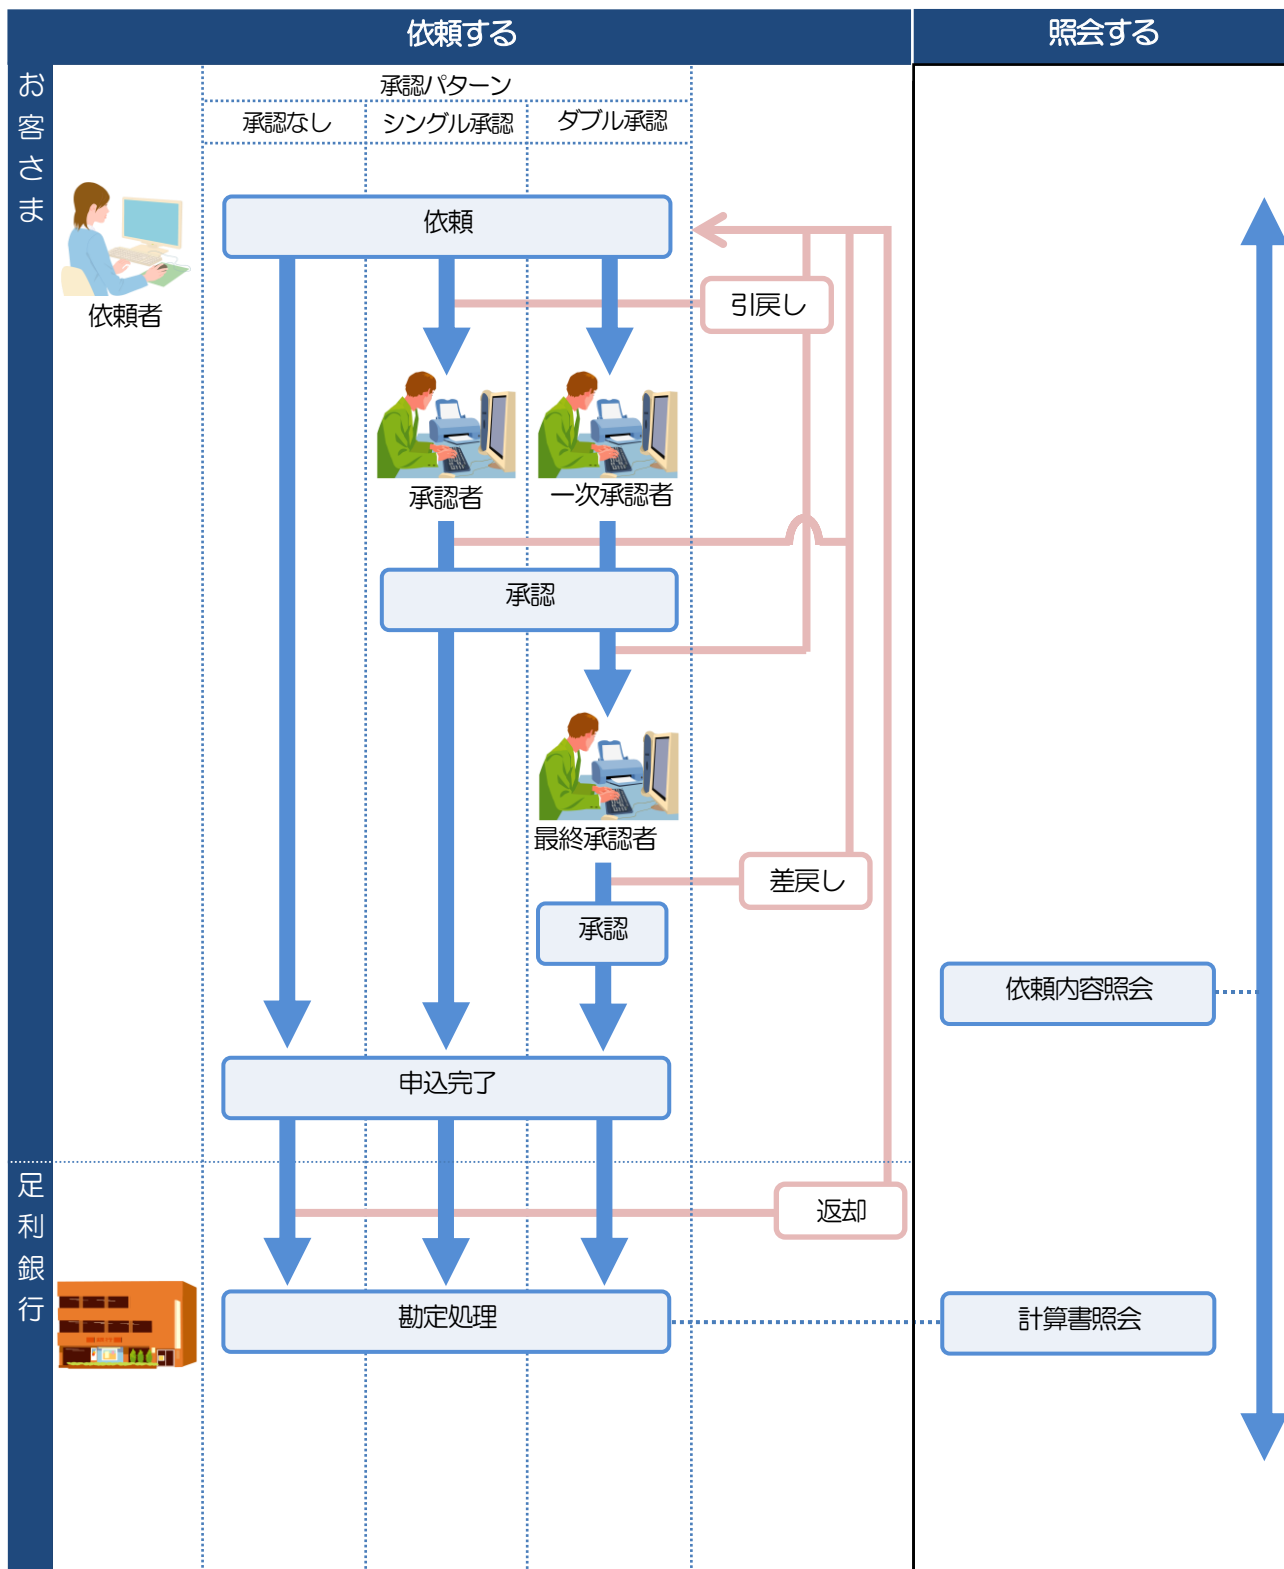 依頼する
照会する
お客さま
承認パターン
承認なし
シングル承認
ダブル承認
依頼
依頼者
引戻し
承認者
一次承認者
承認
最終承認者
差戻し
承認
依頼内容照会
申込完了
足利銀行
返却
勘定処理
計算書照会